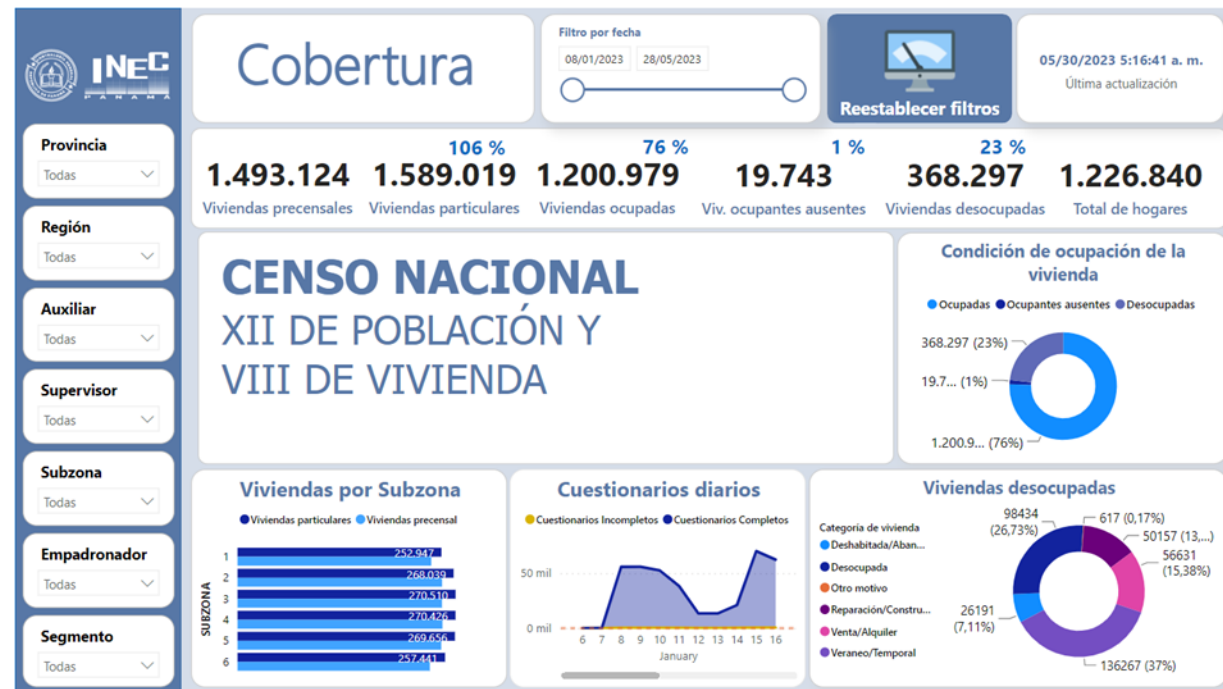 INEC
PANAMÁ
Cobertura
Filtro por fecha
08/01/2023 28/05/2023
Reestablecer filtros
05/30/2023 5:16:41 a. m.
Última actualización
Provincia
Todas
Región
Todas
Auxiliar
Todas
Supervisor
Todas
Subzona
Todas
Empadronador
Todas
Segmento
Todas
106 % 76 % 1 % 23 %
1.493.124 1.589.019 1.200.979 19.743 368.297 1.226.840
Viviendas precensales Viviendas particulares Viviendas ocupadas Viv. ocupantes ausentes Viviendas desocupadas Total de hogares
CENSO NACIONAL
XII DE POBLACIÓN Y
VIII DE VIVIENDA
Condición de ocupación de la
vivienda
Ocupadas Ocupantes ausentes Desocupadas
368.297 (23%)
19.7... (1%)
1.200.9... (76%)
Viviendas por Subzona
Viviendas particulares Viviendas precensal
SUBZONA
1 252.947
2 268.039
3 270.510
4 270.426
5 269.656
6 257.441
Cuestionarios diarios
Cuestionarios Incompletos Cuestionarios Completos
50 mil
0 mil
6 7 8 9 10 11 12 13 14 15 16
January
Viviendas desocupadas
Categoria de vivienda
Deshabitada/Aban...
Desocupada
Otro motivo
Reparación/Constru...
Venta/Alquiler
Veraneo/Temporal
98434
(26,73%)
617 (0,17%)
50157 (13,...)
56631
(15,38%)
26191
(7,11%)
136267 (37%)